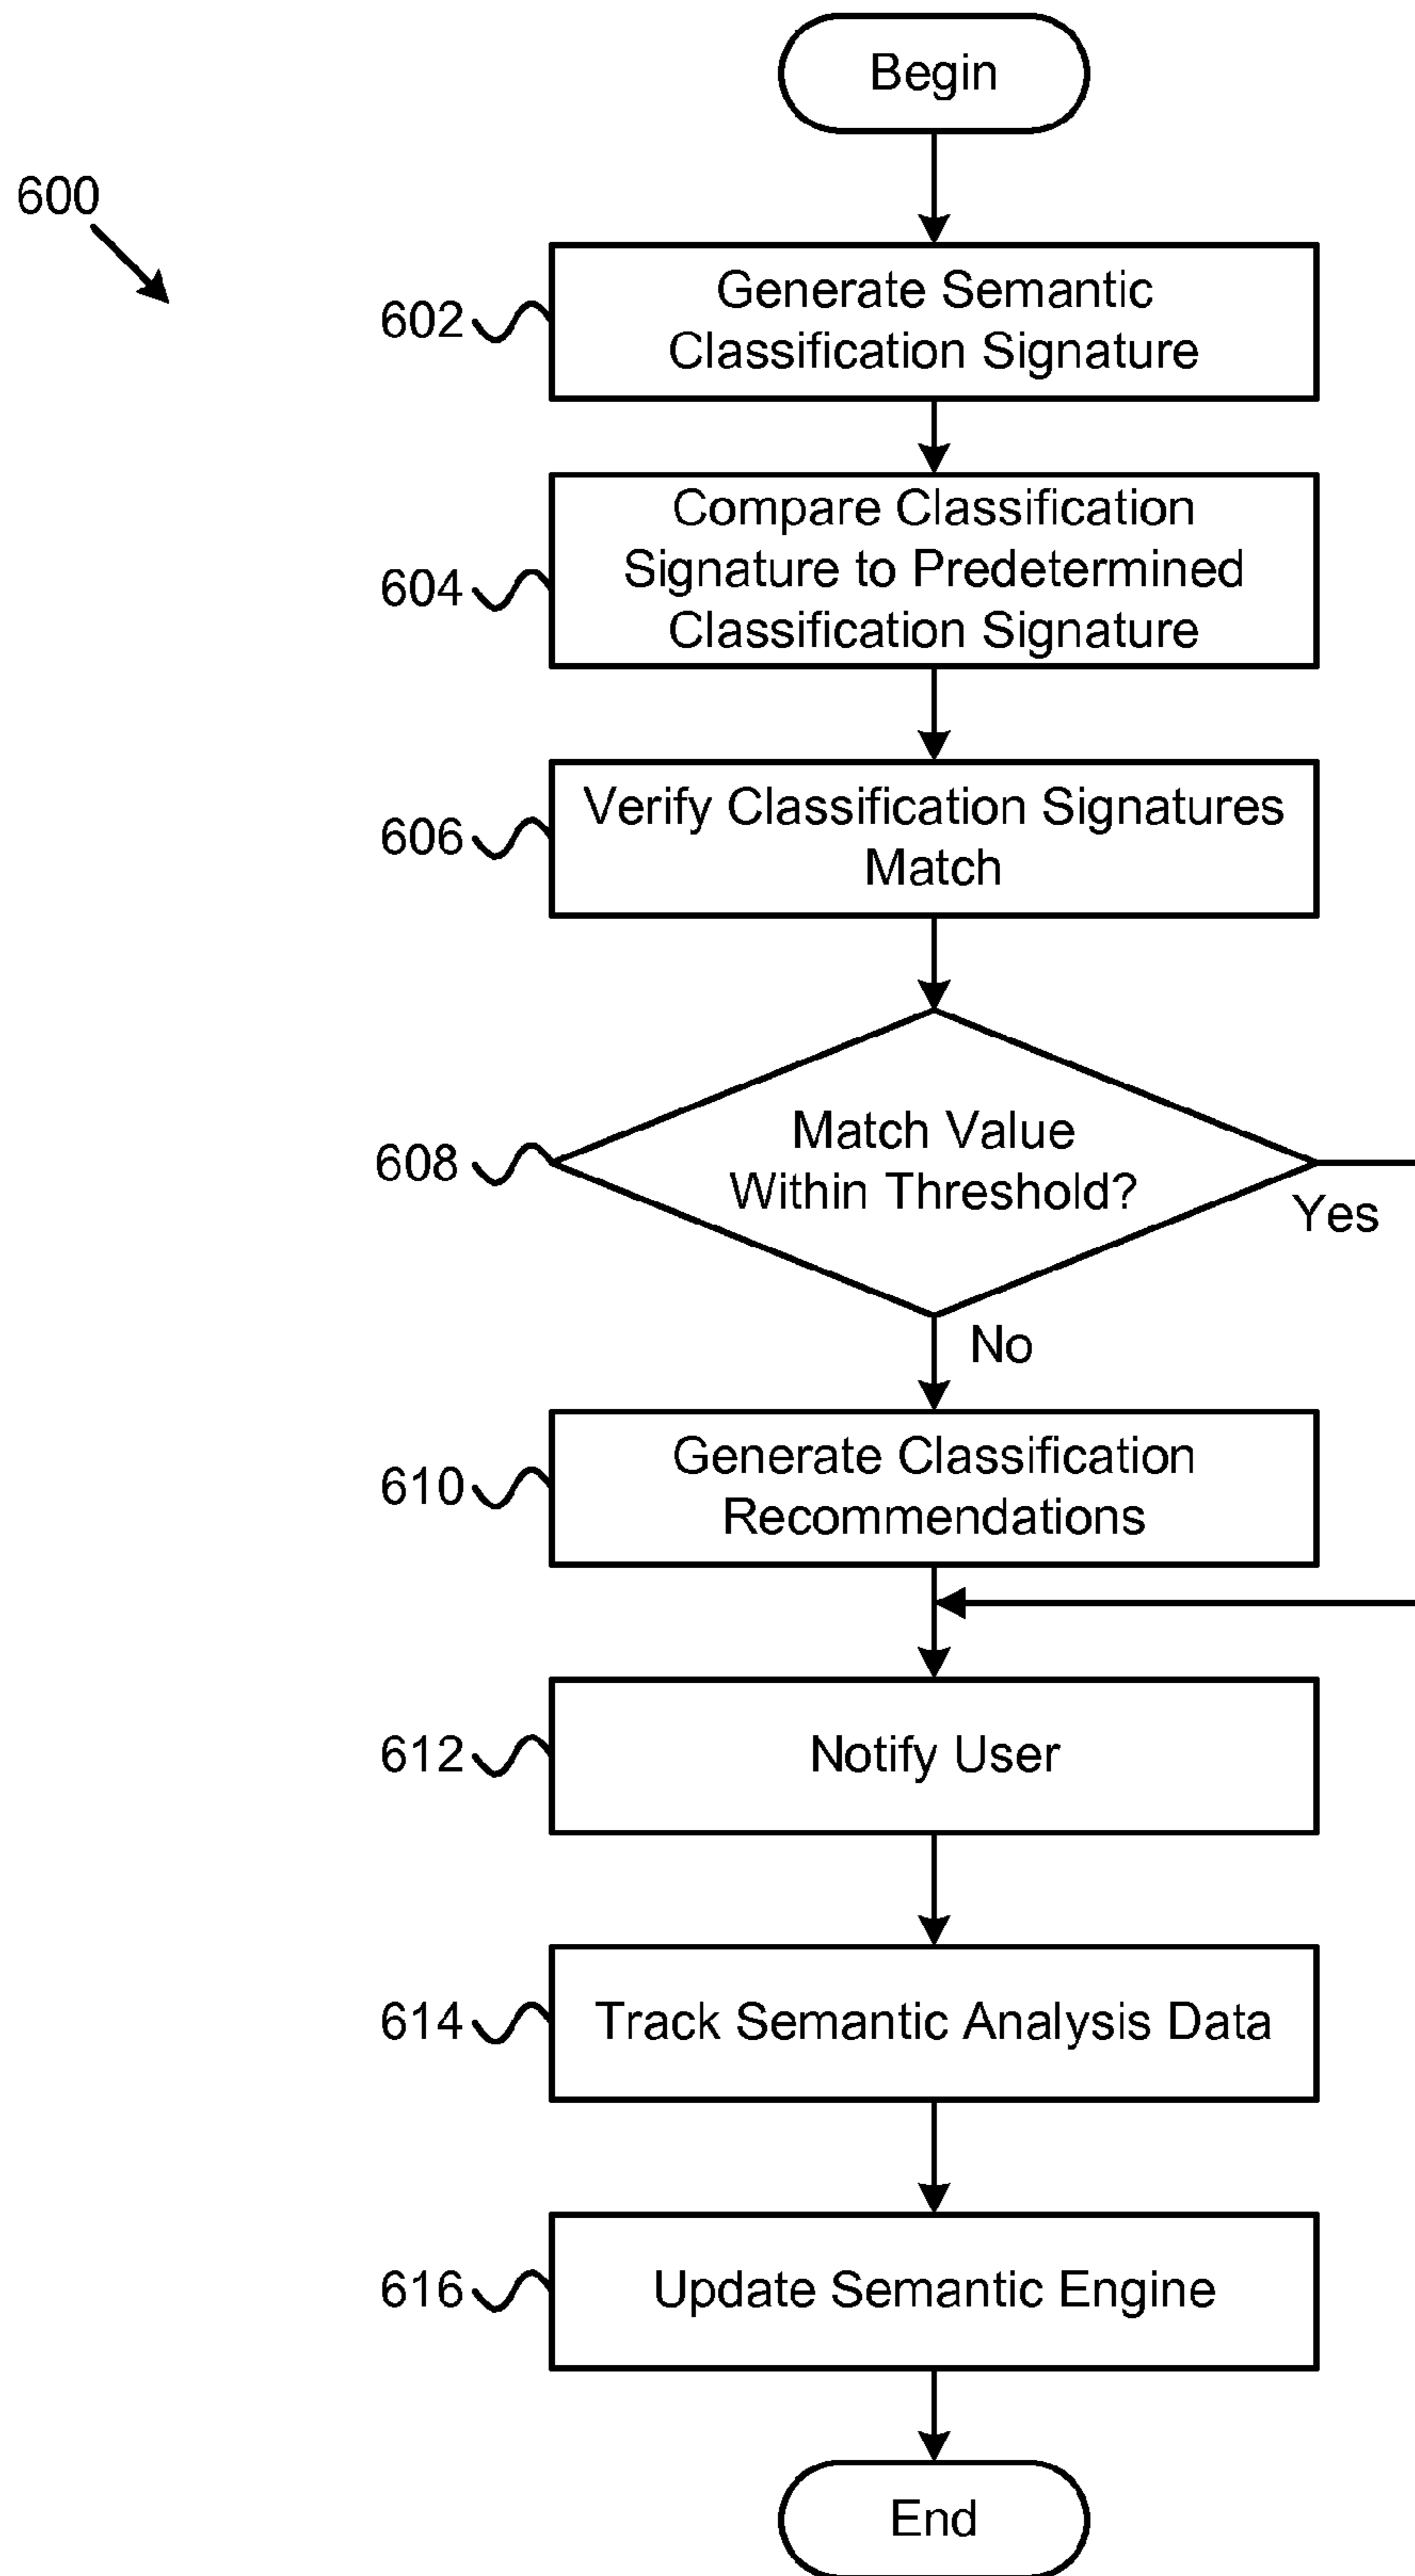 Begin
600
602
Generate Semantic
Classification Signature
604
Compare Classification
Signature to Predetermined
Classification Signature
606
Verify Classification Signatures
Match
608
Match Value
Within Threshold?
Yes
No
610
Generate Classification
Recommendations
612
Notify User
614
Track Semantic Analysis Data
616
Update Semantic Engine
End